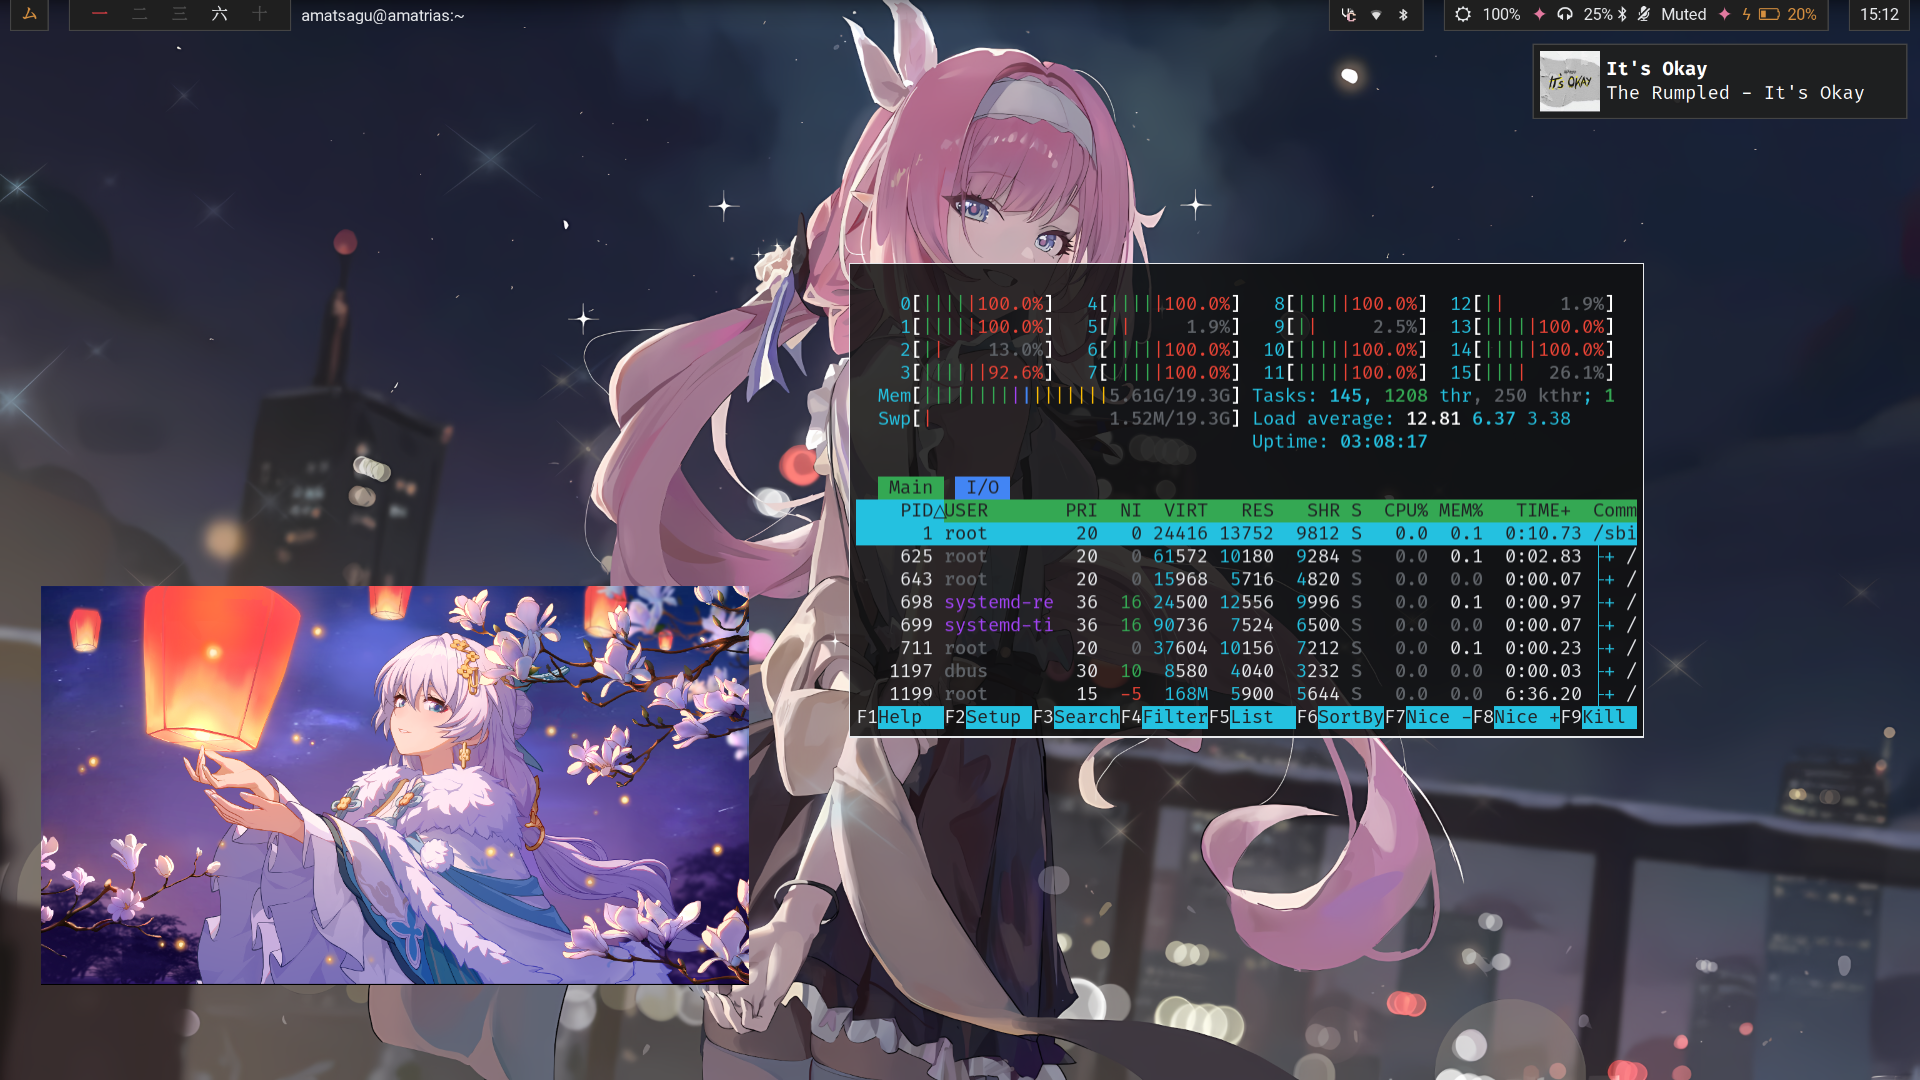 ム 一 二 三 六 十 amatsagu@amatrias:~ 100% 25% Muted 20% 15:12
IT'S OKAY
It's Okay
The Rumpled - It's Okay
0[|||||100.0%] 4[|||||100.0%] 8[|||||100.0%] 12[|| 1.9%]
1[|||||100.0%] 5[|| 1.9%] 9[|| 2.5%] 13[|||||100.0%]
2[|| 13.0%] 6[|||||100.0%] 10[|||||100.0%] 14[|||||100.0%]
3[||||||92.6%] 7[|||||100.0%] 11[|||||100.0%] 15[|||| 26.1%]
Mem[|||||||||||||||||5.61G/19.3G] Tasks: 145, 1208 thr, 250 kthr; 1
Swp[| 1.52M/19.3G] Load average: 12.81 6.37 3.38
Uptime: 03:08:17
Main I/O
PID△USER PRI NI VIRT RES SHR S CPU% MEM% TIME+ Comm
1 root 20 0 24416 13752 9812 S 0.0 0.1 0:10.73 /sbi
625 root 20 0 61572 10180 9284 S 0.0 0.1 0:02.83 ├+ /
643 root 20 0 15968 5716 4820 S 0.0 0.0 0:00.07 ├+ /
698 systemd-re 36 16 24500 12556 9996 S 0.0 0.1 0:00.97 ├+ /
699 systemd-ti 36 16 90736 7524 6500 S 0.0 0.0 0:00.07 ├+ /
711 root 20 0 37604 10156 7212 S 0.0 0.1 0:00.23 ├+ /
1197 dbus 30 10 8580 4040 3232 S 0.0 0.0 0:00.03 ├+ /
1199 root 15 -5 168M 5900 5644 S 0.0 0.0 6:36.20 ├+ /
F1Help F2Setup F3SearchF4FilterF5List F6SortByF7Nice -F8Nice +F9Kill